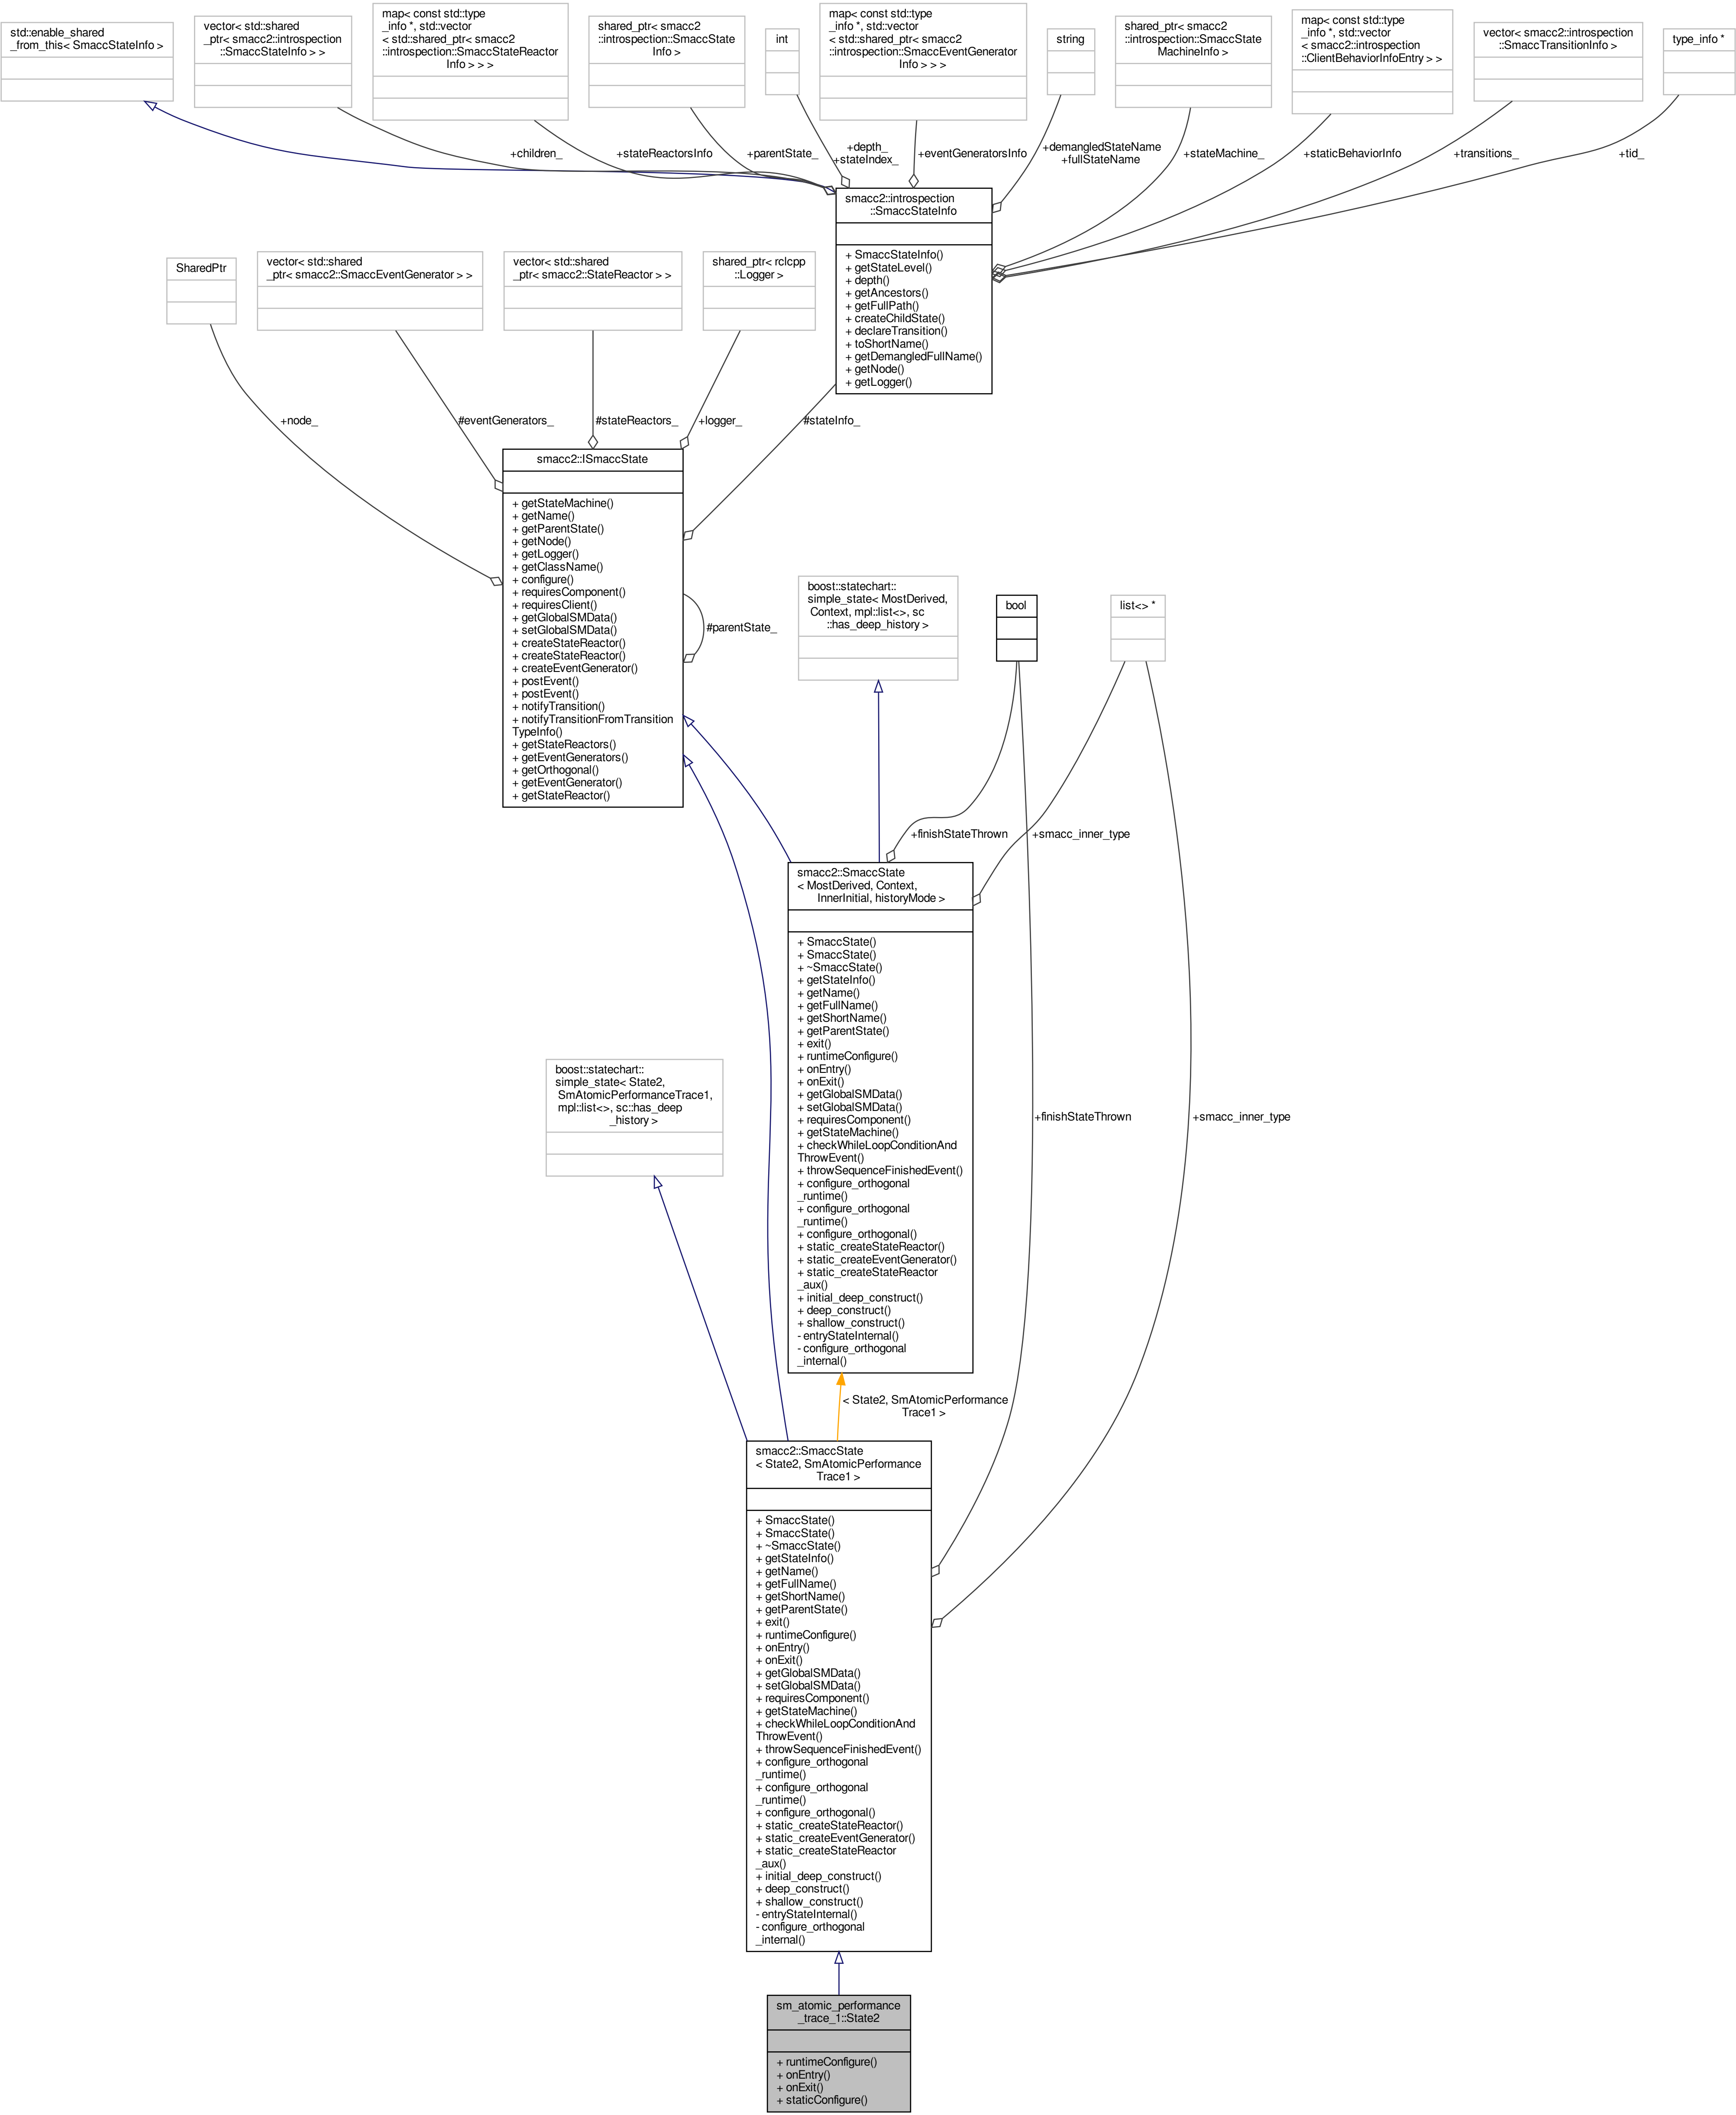 std::enable_shared
_from_this< SmaccStateInfo >
vector< std::shared
_ptr< smacc2::introspection
::SmaccStateInfo > >
map< const std::type
_info *, std::vector
< std::shared_ptr< smacc2
::introspection::SmaccStateReactor
Info > > >
shared_ptr< smacc2
::introspection::SmaccState
Info >
int
map< const std::type
_info *, std::vector
< std::shared_ptr< smacc2
::introspection::SmaccEventGenerator
Info > > >
string
shared_ptr< smacc2
::introspection::SmaccState
MachineInfo >
map< const std::type
_info *, std::vector
< smacc2::introspection
::ClientBehaviorInfoEntry > >
vector< smacc2::introspection
::SmaccTransitionInfo >
type_info *
+children_
+stateReactorsInfo
+parentState_
+depth_
+stateIndex_
+eventGeneratorsInfo
+demangledStateName
+fullStateName
+stateMachine_
+staticBehaviorInfo
+transitions_
+tid_
smacc2::introspection
::SmaccStateInfo
+ SmaccStateInfo()
+ getStateLevel()
+ depth()
+ getAncestors()
+ getFullPath()
+ createChildState()
+ declareTransition()
+ toShortName()
+ getDemangledFullName()
+ getNode()
+ getLogger()
SharedPtr
vector< std::shared
_ptr< smacc2::SmaccEventGenerator > >
vector< std::shared
_ptr< smacc2::StateReactor > >
shared_ptr< rclcpp
::Logger >
+node_
#eventGenerators_
#stateReactors_
+logger_
#stateInfo_
smacc2::ISmaccState
+ getStateMachine()
+ getName()
+ getParentState()
+ getNode()
+ getLogger()
+ getClassName()
+ configure()
+ requiresComponent()
+ requiresClient()
+ getGlobalSMData()
+ setGlobalSMData()
+ createStateReactor()
+ createStateReactor()
+ createEventGenerator()
+ postEvent()
+ postEvent()
+ notifyTransition()
+ notifyTransitionFromTransition
TypeInfo()
+ getStateReactors()
+ getEventGenerators()
+ getOrthogonal()
+ getEventGenerator()
+ getStateReactor()
#parentState_
boost::statechart::
simple_state< MostDerived,
Context, mpl::list<>, sc
::has_deep_history >
bool
list<> *
+finishStateThrown
+smacc_inner_type
smacc2::SmaccState
< MostDerived, Context,
InnerInitial, historyMode >
+ SmaccState()
+ SmaccState()
+ ~SmaccState()
+ getStateInfo()
+ getName()
+ getFullName()
+ getShortName()
+ getParentState()
+ exit()
+ runtimeConfigure()
+ onEntry()
+ onExit()
+ getGlobalSMData()
+ setGlobalSMData()
+ requiresComponent()
+ getStateMachine()
+ checkWhileLoopConditionAnd
ThrowEvent()
+ throwSequenceFinishedEvent()
+ configure_orthogonal
_runtime()
+ configure_orthogonal
_runtime()
+ configure_orthogonal()
+ static_createStateReactor()
+ static_createEventGenerator()
+ static_createStateReactor
_aux()
+ initial_deep_construct()
+ deep_construct()
+ shallow_construct()
- entryStateInternal()
- configure_orthogonal
_internal()
boost::statechart::
simple_state< State2,
SmAtomicPerformanceTrace1,
mpl::list<>, sc::has_deep
_history >
+finishStateThrown
+smacc_inner_type
< State2, SmAtomicPerformance
Trace1 >
smacc2::SmaccState
< State2, SmAtomicPerformance
Trace1 >
+ SmaccState()
+ SmaccState()
+ ~SmaccState()
+ getStateInfo()
+ getName()
+ getFullName()
+ getShortName()
+ getParentState()
+ exit()
+ runtimeConfigure()
+ onEntry()
+ onExit()
+ getGlobalSMData()
+ setGlobalSMData()
+ requiresComponent()
+ getStateMachine()
+ checkWhileLoopConditionAnd
ThrowEvent()
+ throwSequenceFinishedEvent()
+ configure_orthogonal
_runtime()
+ configure_orthogonal
_runtime()
+ configure_orthogonal()
+ static_createStateReactor()
+ static_createEventGenerator()
+ static_createStateReactor
_aux()
+ initial_deep_construct()
+ deep_construct()
+ shallow_construct()
- entryStateInternal()
- configure_orthogonal
_internal()
sm_atomic_performance
_trace_1::State2
+ runtimeConfigure()
+ onEntry()
+ onExit()
+ staticConfigure()